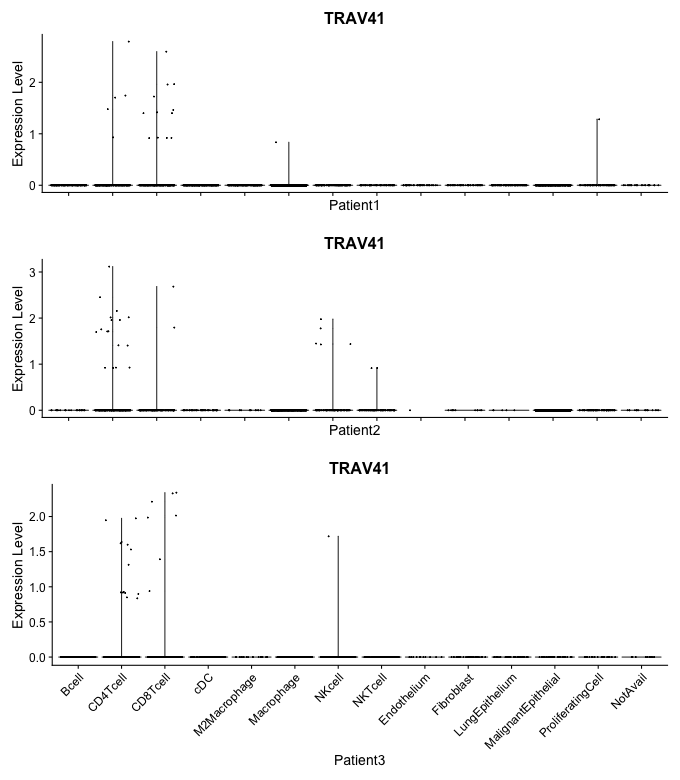 TRAV41
Expression Level
2
1
0
Patient1
TRAV41
Expression Level
3
2
1
0
Patient2
TRAV41
Expression Level
2.0
1.5
1.0
0.5
0.0
Bcell
CD4Tcell
CD8Tcell
cDC
M2Macrophage
Macrophage
NKcell
NKTcell
Endothelium
Fibroblast
LungEpithelium
MalignantEpithelial
ProliferatingCell
NotAvail
Patient3